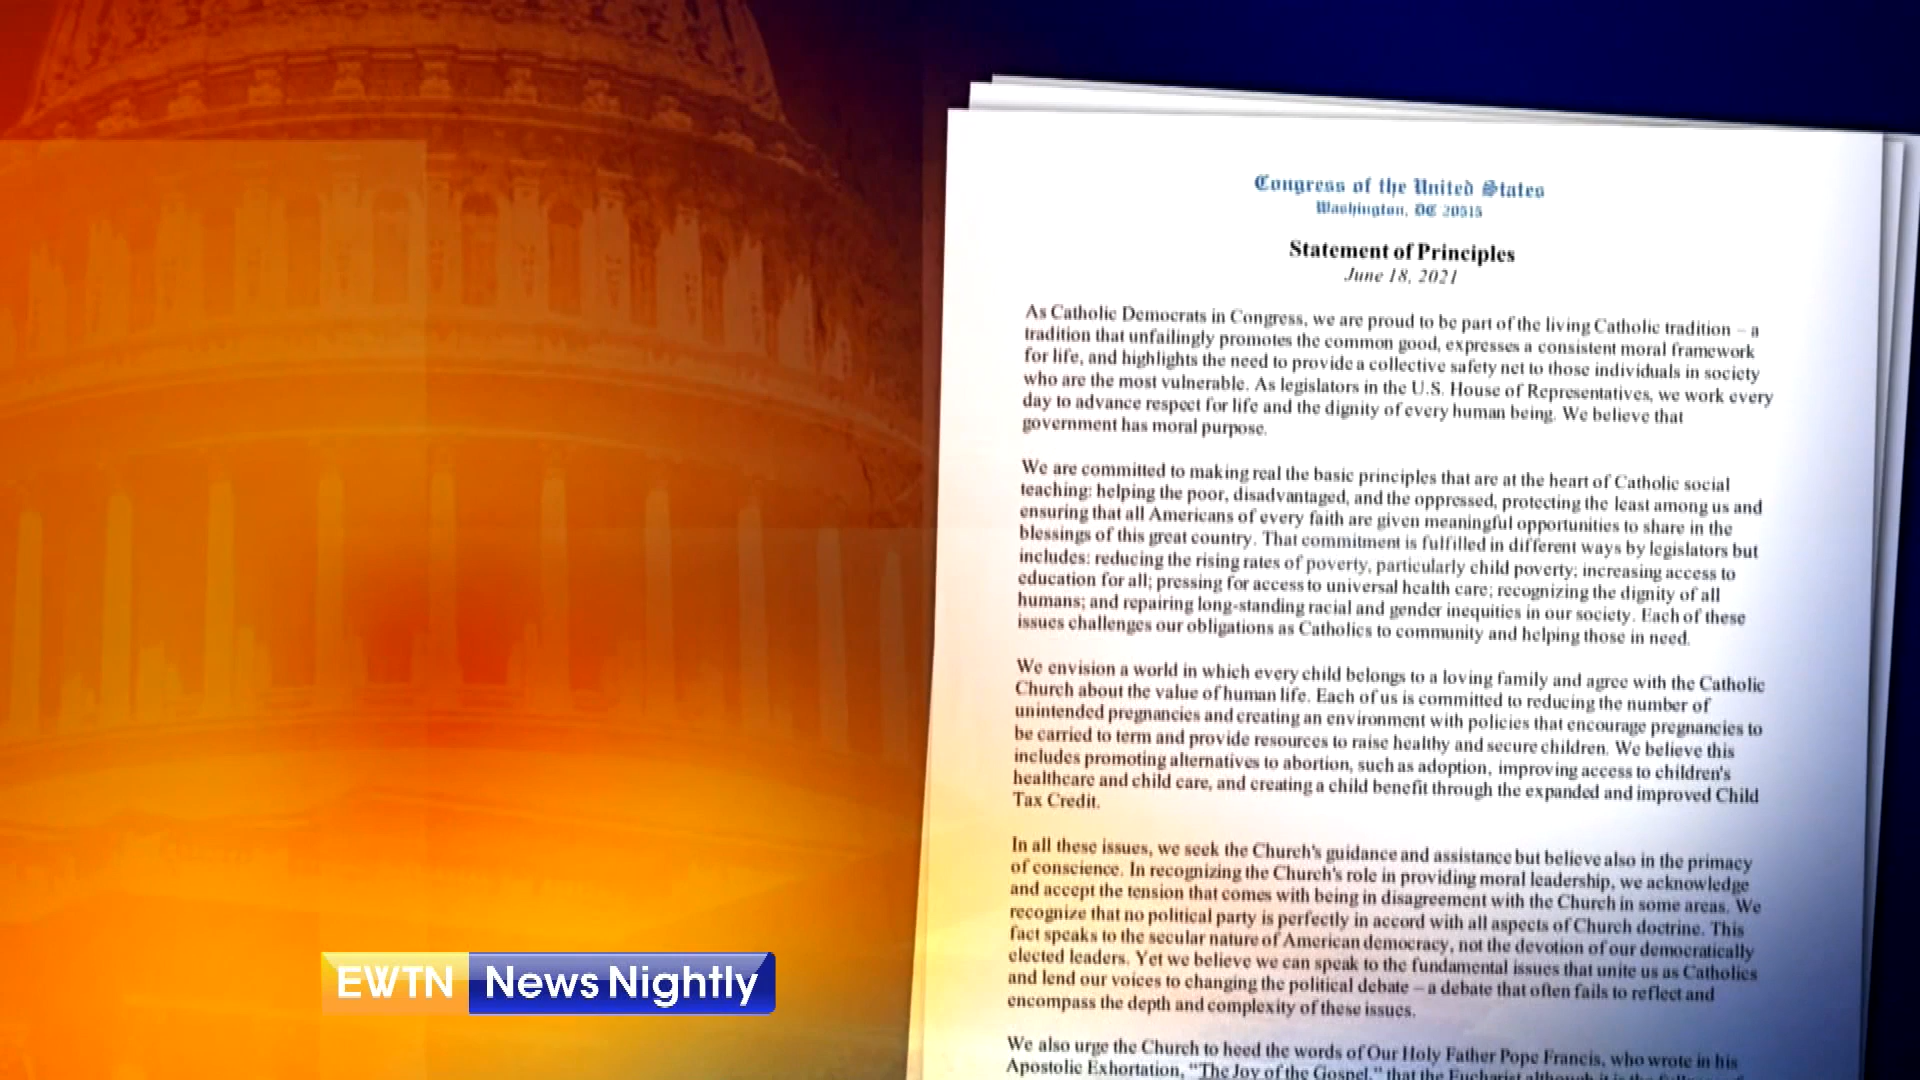 Congress of the United States
Washington, DC 20515
Statement of Principles
June 18, 2021
As Catholic Democrats in Congress, we are proud to be part of the living Catholic tradition – a
tradition that unfailingly promotes the common good, expresses a consistent moral framework
for life, and highlights the need to provide a collective safety net to those individuals in society
who are the most vulnerable. As legislators in the U.S. House of Representatives, we work every
day to advance respect for life and the dignity of every human being. We believe that
government has moral purpose.
We are committed to making real the basic principles that are at the heart of Catholic social
teaching: helping the poor, disadvantaged, and the oppressed, protecting the least among us and
ensuring that all Americans of every faith are given meaningful opportunities to share in the
blessings of this great country. That commitment is fulfilled in different ways by legislators but
includes: reducing the rising rates of poverty, particularly child poverty; increasing access to
education for all; pressing for access to universal health care; recognizing the dignity of all
humans; and repairing long-standing racial and gender inequities in our society. Each of these
issues challenges our obligations as Catholics to community and helping those in need.
We envision a world in which every child belongs to a loving family and agree with the Catholic
Church about the value of human life. Each of us is committed to reducing the number of
unintended pregnancies and creating an environment with policies that encourage pregnancies to
be carried to term and provide resources to raise healthy and secure children. We believe this
includes promoting alternatives to abortion, such as adoption, improving access to children's
healthcare and child care, and creating a child benefit through the expanded and improved Child
Tax Credit.
In all these issues, we seek the Church's guidance and assistance but believe also in the primacy
of conscience. In recognizing the Church's role in providing moral leadership, we acknowledge
and accept the tension that comes with being in disagreement with the Church in some areas. We
recognize that no political party is perfectly in accord with all aspects of Church doctrine. This
fact speaks to the secular nature of American democracy, not the devotion of our democratically
elected leaders. Yet we believe we can speak to the fundamental issues that unite us as Catholics
and lend our voices to changing the political debate – a debate that often fails to reflect and
encompass the depth and complexity of these issues.
We also urge the Church to heed the words of Our Holy Father Pope Francis, who wrote in his
Apostolic Exhortation, "The Joy of the Gospel," that the Eucharist although it is the
EWTN News Nightly